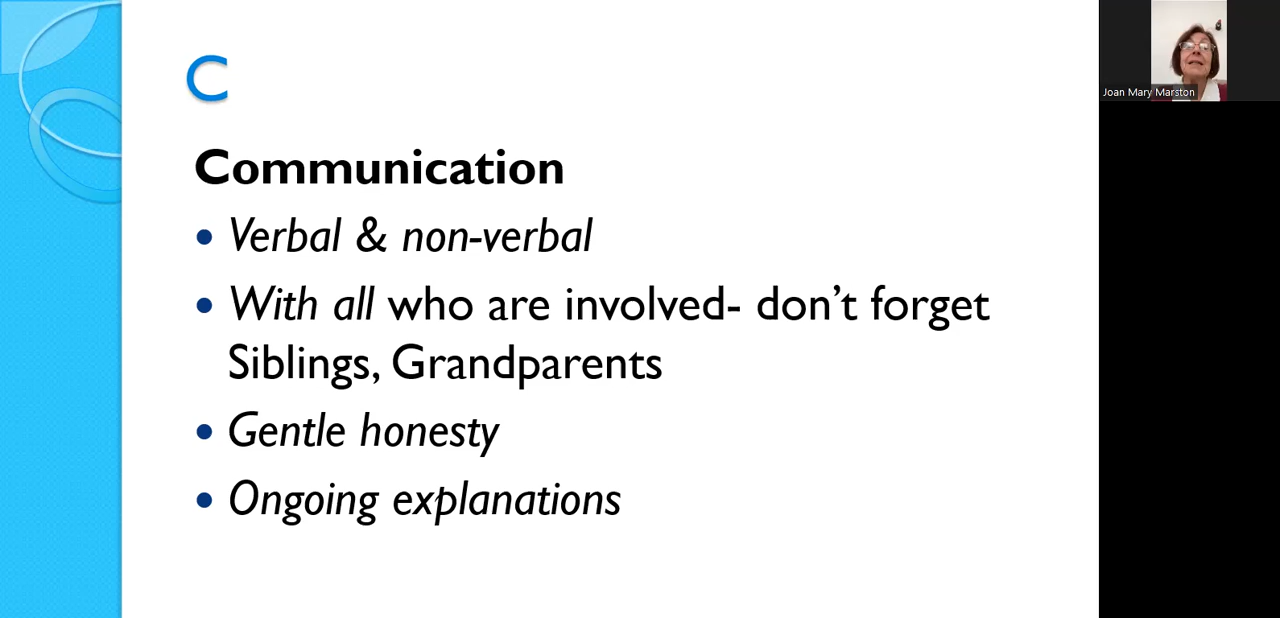 C
Communication
• Verbal & non-verbal
• With all who are involved- don’t forget
Siblings, Grandparents
• Gentle honesty
• Ongoing explanations
Joan Mary Marston